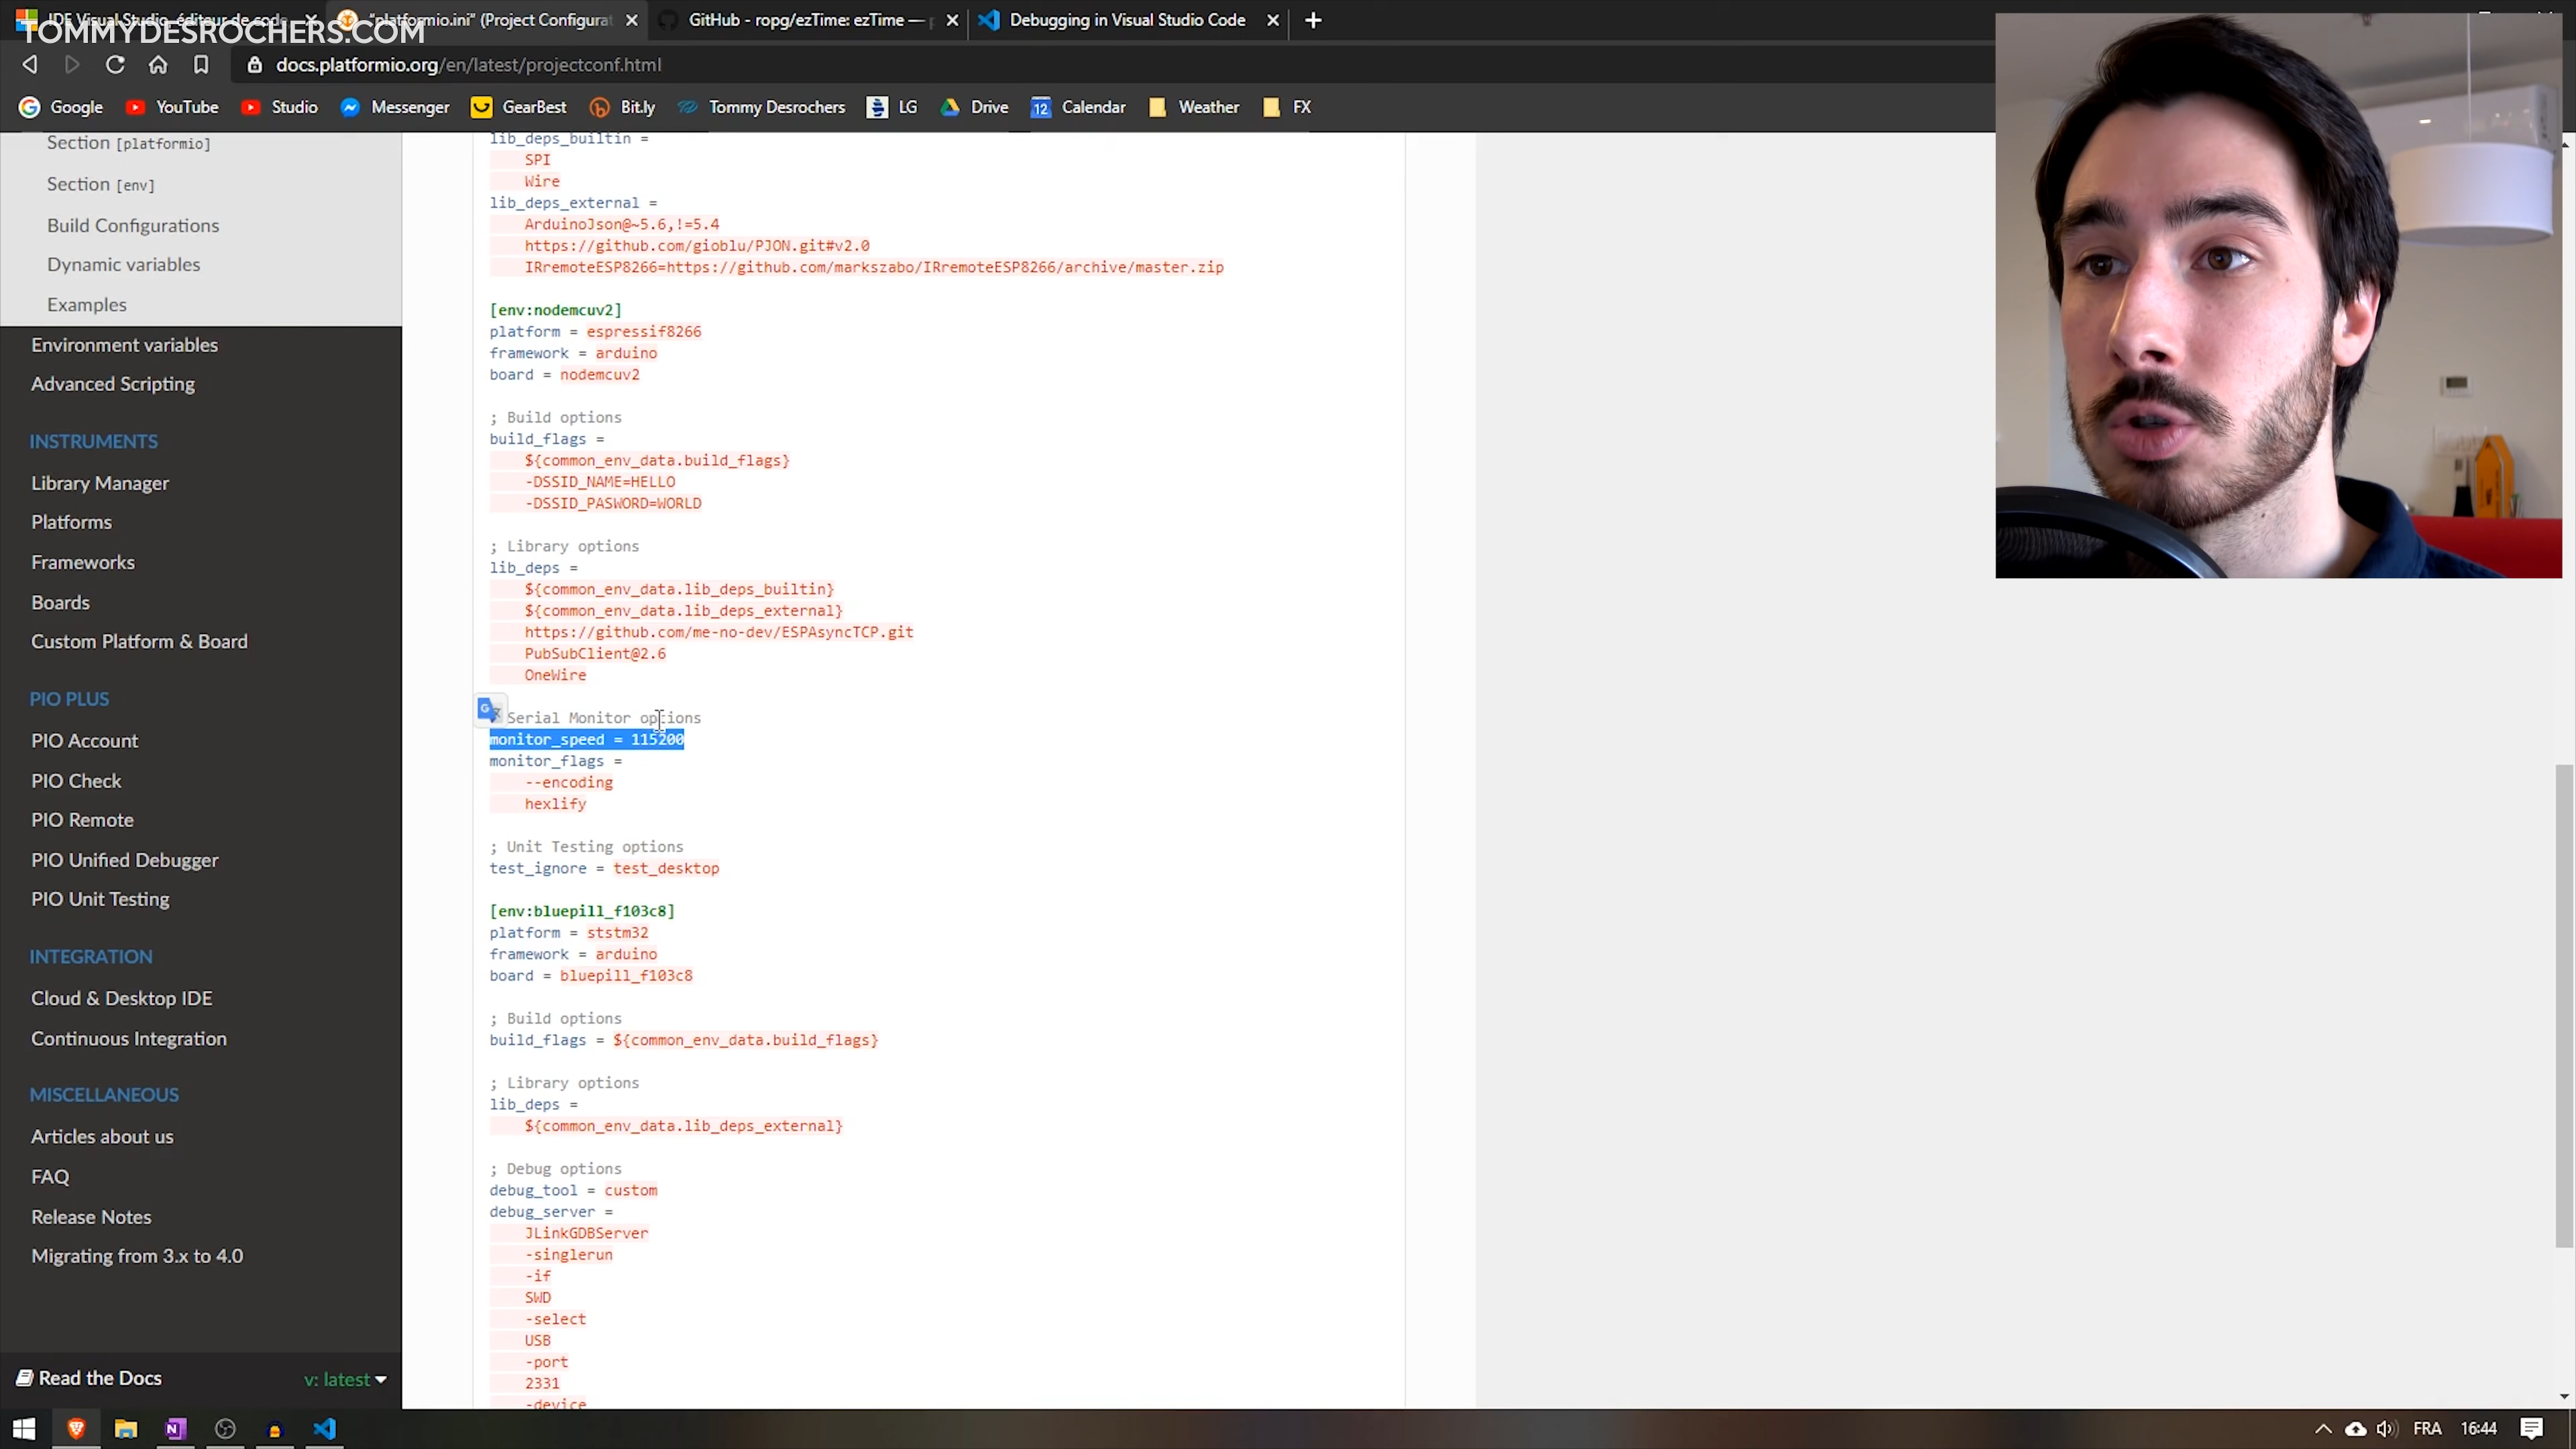 IDE Visual Studio, éditeur de code
"platformio.ini" (Project Configurat
GitHub - ropg/ezTime: ezTime —
Debugging in Visual Studio Code
TOMMYDESROCHERS.COM
docs.platformio.org/en/latest/projectconf.html
Google
YouTube
Studio
Messenger
GearBest
Bit.ly
Tommy Desrochers
LG
Drive
12
Calendar
Weather
FX
Section [platformio]
Section [env]
Build Configurations
Dynamic variables
Examples
Environment variables
Advanced Scripting
INSTRUMENTS
Library Manager
Platforms
Frameworks
Boards
Custom Platform & Board
PIO PLUS
PIO Account
PIO Check
PIO Remote
PIO Unified Debugger
PIO Unit Testing
INTEGRATION
Cloud & Desktop IDE
Continuous Integration
MISCELLANEOUS
Articles about us
FAQ
Release Notes
Migrating from 3.x to 4.0
Read the Docs
v: latest
lib_deps_builtin =
SPI
Wire
lib_deps_external =
ArduinoJson@~5.6,!=5.4
https://github.com/gioblu/PJON.git#v2.0
IRremoteESP8266=https://github.com/markszabo/IRremoteESP8266/archive/master.zip
[env:nodemcuv2]
platform = espressif8266
framework = arduino
board = nodemcuv2
; Build options
build_flags =
${common_env_data.build_flags}
-DSSID_NAME=HELLO
-DSSID_PASWORD=WORLD
; Library options
lib_deps =
${common_env_data.lib_deps_builtin}
${common_env_data.lib_deps_external}
https://github.com/me-no-dev/ESPAsyncTCP.git
PubSubClient@2.6
OneWire
Serial Monitor options
monitor_speed = 115200
monitor_flags =
--encoding
hexlify
; Unit Testing options
test_ignore = test_desktop
[env:bluepill_f103c8]
platform = ststm32
framework = arduino
board = bluepill_f103c8
; Build options
build_flags = ${common_env_data.build_flags}
; Library options
lib_deps =
${common_env_data.lib_deps_external}
; Debug options
debug_tool = custom
debug_server =
JLinkGDBServer
-singlerun
-if
SWD
-select
USB
-port
2331
-device
FRA
16:44